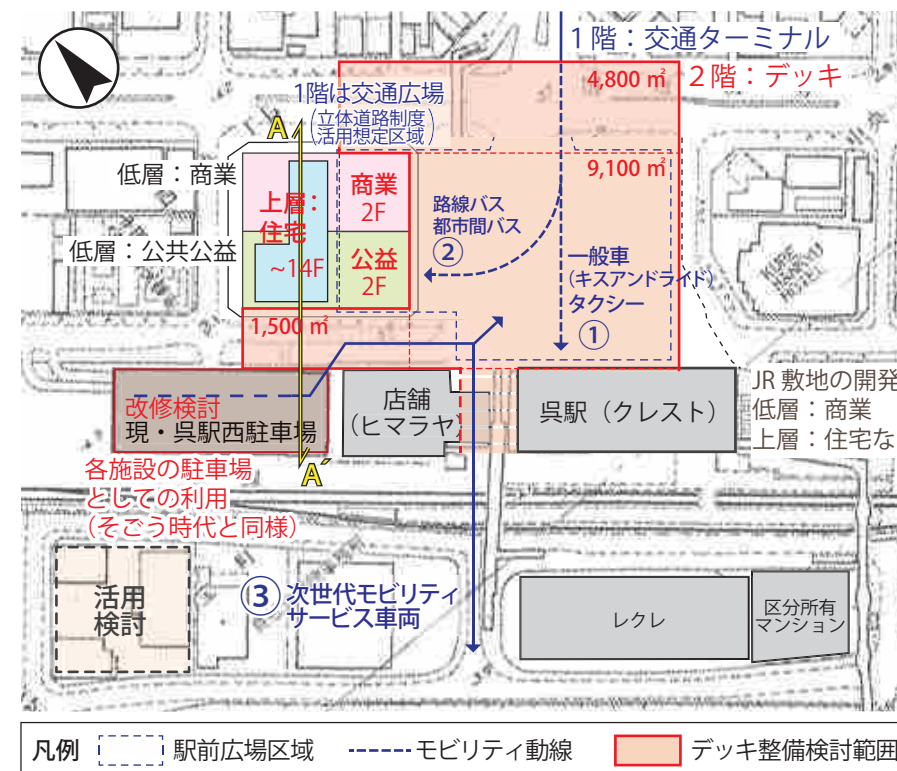 1階：交通ターミナル
2階：デッキ
4,800 ㎡
1階は交通広場
（立体道路制度
活用想定区域）
A
9,100 ㎡
低層：商業
商業
2F
上層：
住宅
~14F
低層：公共公益
公益
2F
路線バス
都市間バス
②
一般車
（キスアンドライド）
タクシー
①
1,500 ㎡
改修検討
現・呉駅西駐車場
店舗
（ヒマラヤ）
呉駅（クレスト）
JR 敷地の開発
低層：商業
上層：住宅な
A´
各施設の駐車場
としての利用
（そごう時代と同様）
活用
検討
③ 次世代モビリティ
サービス車両
レクレ
区分所有
マンション
凡例 駅前広場区域 モビリティ動線 デッキ整備検討範囲